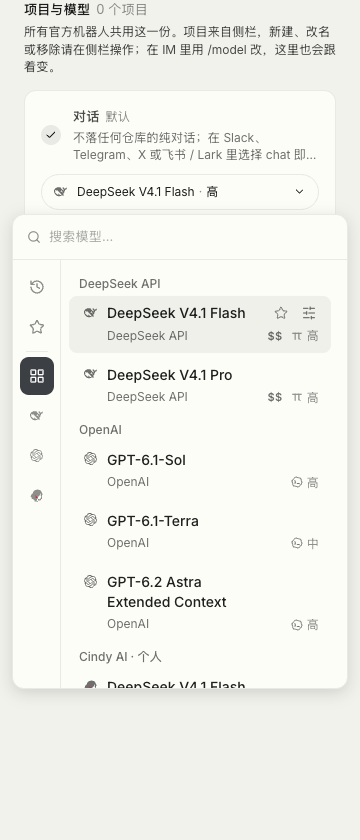 项目与模型 0 个项目
所有官方机器人共用这一份。项目来自侧栏，新建、改名
或移除请在侧栏操作；在 IM 里用 /model 改，这里也会跟
着变。
对话 默认
不落任何仓库的纯对话；在 Slack、
Telegram、X 或飞书 / Lark 里选择 chat 即...
DeepSeek V4.1 Flash · 高
搜索模型...
DeepSeek API
DeepSeek V4.1 Flash
DeepSeek API $$ 高
DeepSeek V4.1 Pro
DeepSeek API $$ 高
OpenAI
GPT-6.1-Sol
OpenAI 高
GPT-6.1-Terra
OpenAI 中
GPT-6.2 Astra
Extended Context
OpenAI 高
Cindy AI · 个人
DeepSeek V4.1 Flash